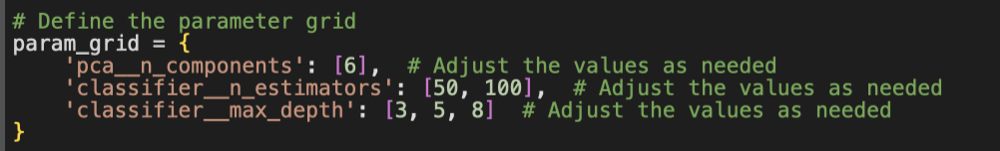 # Define the parameter grid
param_grid = {
    'pca__n_components': [6],  # Adjust the values as needed
    'classifier__n_estimators': [50, 100],  # Adjust the values as needed
    'classifier__max_depth': [3, 5, 8]  # Adjust the values as needed
}